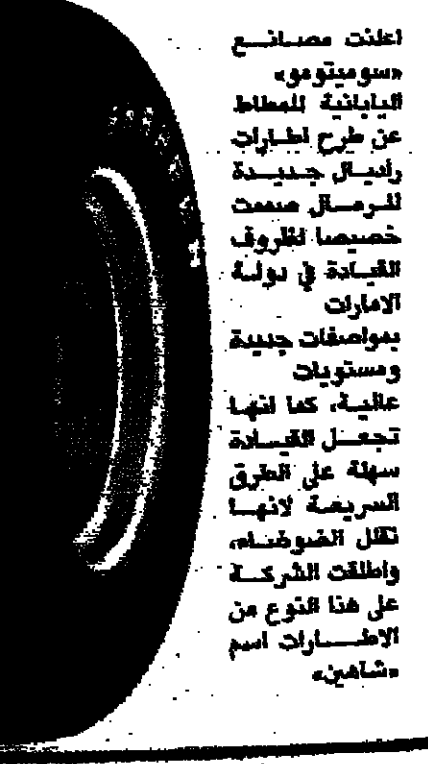 اعلنت مصانع
«سوميتومو»
اليابانية للمطاط
عن طرح اطارات
راديال جديدة
للرمال صممت
خصيصا لظروف
القيادة في دولة
الامارات
بمواصفات جديدة
ومستويات
عالية، كما انها
تجعل القيادة
سهلة على الطرق
السريعة لانها
تقلل الضوضاء،
واطلقت الشركة
على هذا النوع من
الاطارات اسم
«شاهين»